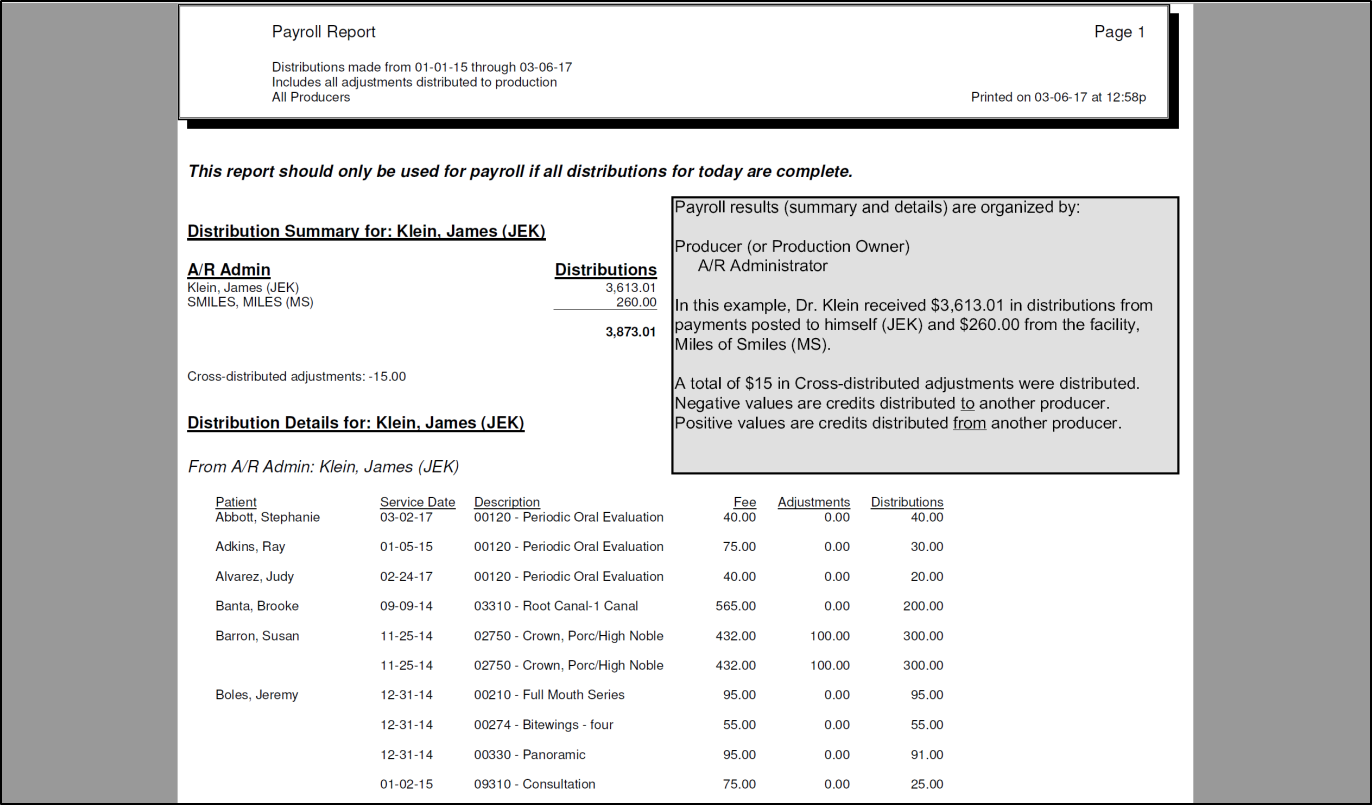 Payroll Report Page 1
Distributions made from 01-01-15 through 03-06-17
Includes all adjustments distributed to production
All Producers Printed on 03-06-17 at 12:58p
This report should only be used for payroll if all distributions for today are complete.
Distribution Summary for: Klein, James (JEK)
A/R Admin Distributions
Klein, James (JEK) 3,613.01
SMILES, MILES (MS) 260.00
3,873.01
Cross-distributed adjustments: -15.00
Payroll results (summary and details) are organized by:
Producer (or Production Owner)
A/R Administrator
In this example, Dr. Klein received $3,613.01 in distributions from
payments posted to himself (JEK) and $260.00 from the facility,
Miles of Smiles (MS).
A total of $15 in Cross-distributed adjustments were distributed.
Negative values are credits distributed to another producer.
Positive values are credits distributed from another producer.
Distribution Details for: Klein, James (JEK)
From A/R Admin: Klein, James (JEK)
Patient Service Date Description Fee Adjustments Distributions
Abbott, Stephanie 03-02-17 00120 - Periodic Oral Evaluation 40.00 0.00 40.00
Adkins, Ray 01-05-15 00120 - Periodic Oral Evaluation 75.00 0.00 30.00
Alvarez, Judy 02-24-17 00120 - Periodic Oral Evaluation 40.00 0.00 20.00
Banta, Brooke 09-09-14 03310 - Root Canal-1 Canal 565.00 0.00 200.00
Barron, Susan 11-25-14 02750 - Crown, Porc/High Noble 432.00 100.00 300.00
11-25-14 02750 - Crown, Porc/High Noble 432.00 100.00 300.00
Boles, Jeremy 12-31-14 00210 - Full Mouth Series 95.00 0.00 95.00
12-31-14 00274 - Bitewings - four 55.00 0.00 55.00
12-31-14 00330 - Panoramic 95.00 0.00 91.00
01-02-15 09310 - Consultation 75.00 0.00 25.00